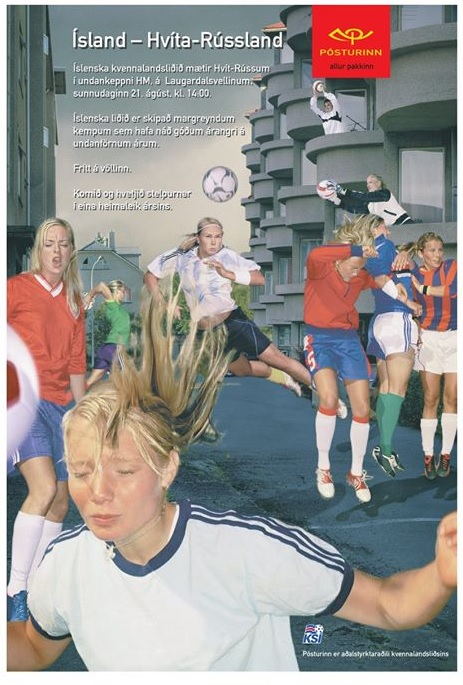 Ísland – Hvíta-Rússland
PÓSTURINN
allur pakkinn
Íslenska kvennalandsliðið mætir Hvít-Rússum
í undankeppni HM, á Laugardalsvellinum,
sunnudaginn 21. ágúst, kl. 14:00.
Íslenska liðið er skipað margreyndum
kempum sem hafa náð góðum árangri á
undanförnum árum.
Frítt á völlinn.
Komið og hvetjið stelpurnar
í eina heimaleik ársins.
KSÍ
Pósturinn er aðalstyrktaraðili kvennalandsliðsins